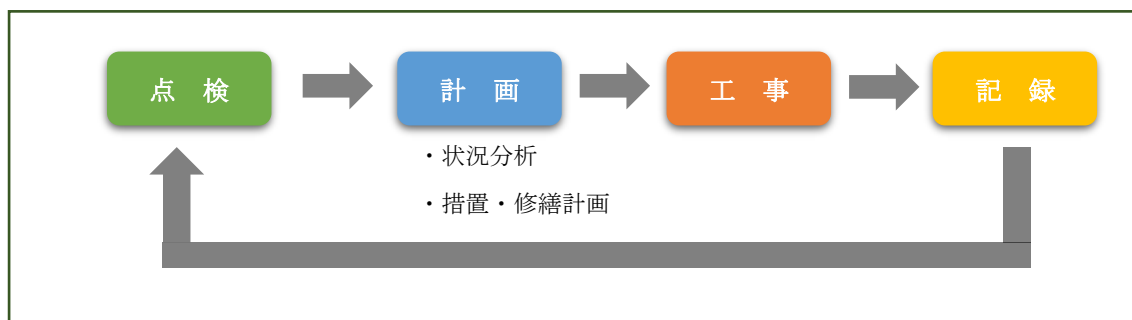 点 検
計 画
工 事
記 録
・状況分析
・措置・修繕計画